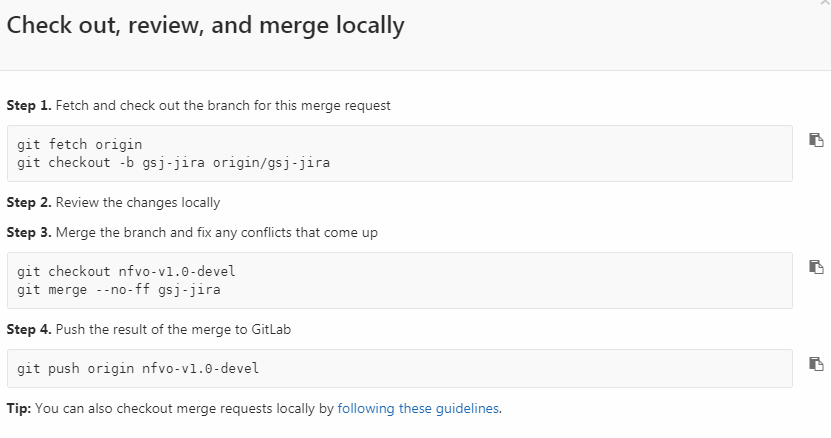 Check out, review, and merge locally
Step 1. Fetch and check out the branch for this merge request
git fetch origin
git checkout -b gsj-jira origin/gsj-jira
Step 2. Review the changes locally
Step 3. Merge the branch and fix any conflicts that come up
git checkout nfvo-v1.0-devel
git merge --no-ff gsj-jira
Step 4. Push the result of the merge to GitLab
git push origin nfvo-v1.0-devel
Tip: You can also checkout merge requests locally by following these guidelines.